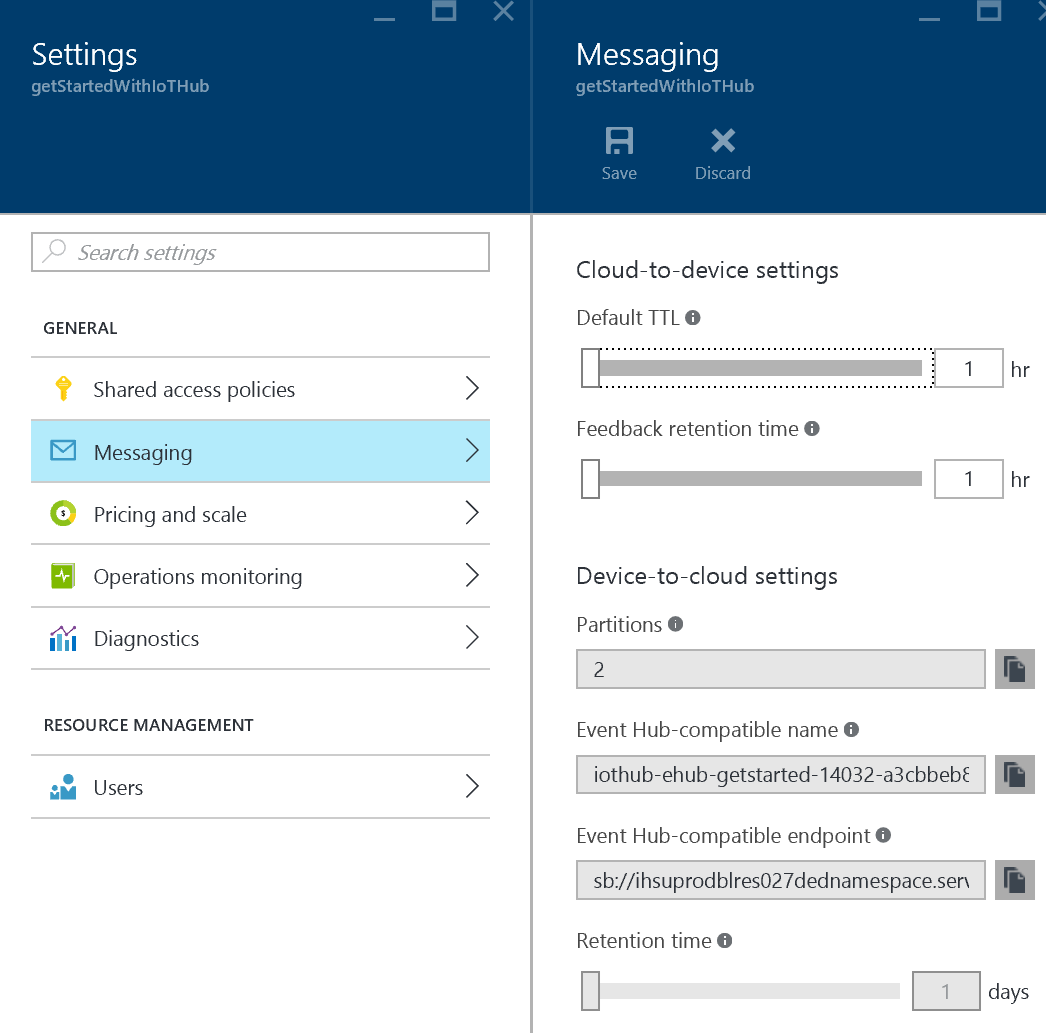 Settings
getStartedWithIoTHub
Search settings
GENERAL
Shared access policies
Messaging
Pricing and scale
Operations monitoring
Diagnostics
RESOURCE MANAGEMENT
Users
Messaging
getStartedWithIoTHub
Save
Discard
Cloud-to-device settings
Default TTL
1 hr
Feedback retention time
1 hr
Device-to-cloud settings
Partitions
2
Event Hub-compatible name
iothub-ehub-getstarted-14032-a3cbbeb8
Event Hub-compatible endpoint
sb://ihsuprodblres027dednamespace.serv
Retention time
1 days